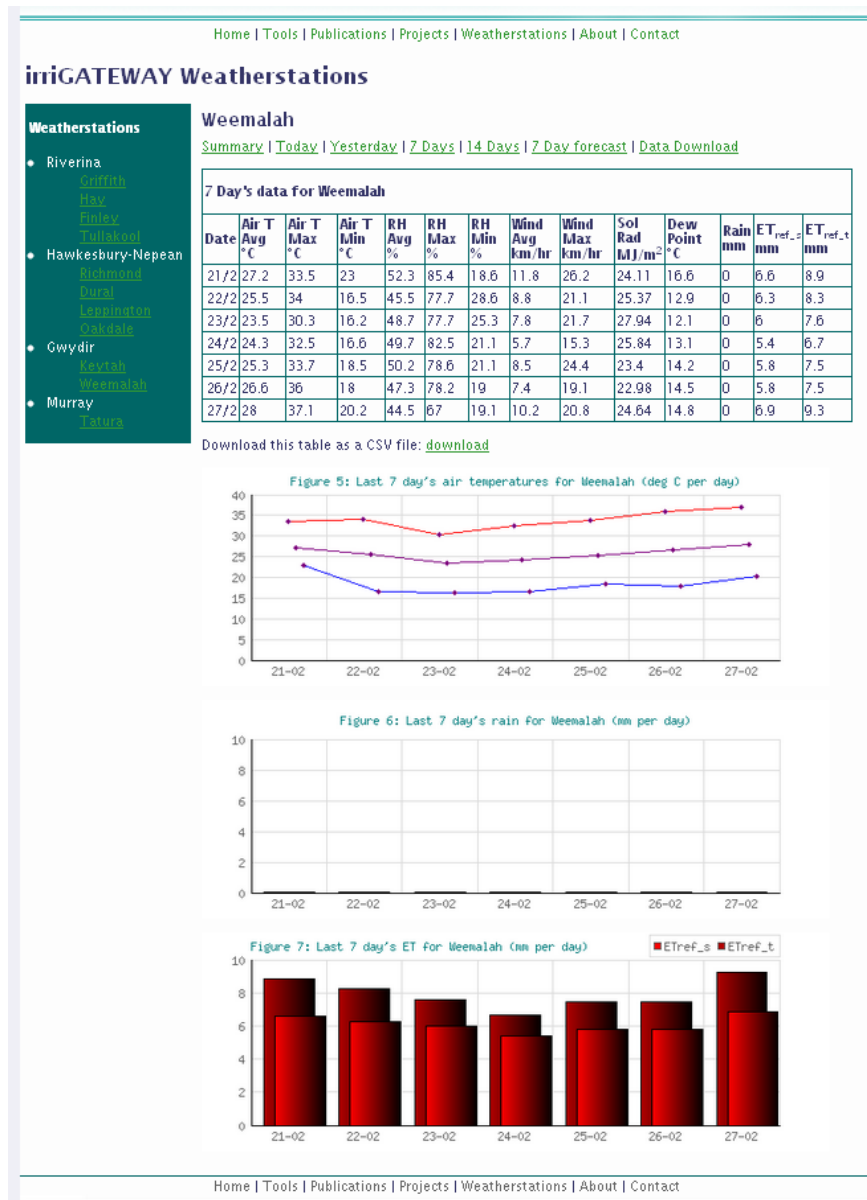 Home | Tools | Publications | Projects | Weatherstations | About | Contact
irriGATEWAY Weatherstations
Weatherstations
Riverina
Griffith
Hay
Finley
Tullakool
Hawkesbury-Nepean
Richmond
Dural
Leppington
Oakdale
Gwydir
Keytah
Weemalah
Murray
Tatura
Weemalah
Summary | Today | Yesterday | 7 Days | 14 Days | 7 Day forecast | Data Download
7 Day's data for Weemalah
Date Air T Avg °C Air T Max °C Air T Min °C RH Avg % RH Max % RH Min % Wind Avg km/hr Wind Max km/hr Sol Rad MJ/m² Dew Point °C Rain mm ETref_s mm ETref_t mm
21/2 27.2 33.5 23 52.3 85.4 18.6 11.8 26.2 24.11 16.6 0 6.6 8.9
22/2 25.5 34 16.5 45.5 77.7 28.6 8.8 21.1 25.37 12.9 0 6.3 8.3
23/2 23.5 30.3 16.2 48.7 77.7 25.3 7.8 21.7 27.94 12.1 0 6 7.6
24/2 24.3 32.5 16.6 49.7 82.5 21.1 5.7 15.3 25.84 13.1 0 5.4 6.7
25/2 25.3 33.7 18.5 50.2 78.6 21.1 8.5 24.4 23.4 14.2 0 5.8 7.5
26/2 26.6 36 18 47.3 78.2 19 7.4 19.1 22.98 14.5 0 5.8 7.5
27/2 28 37.1 20.2 44.5 67 19.1 10.2 20.8 24.64 14.8 0 6.9 9.3
Download this table as a CSV file: download
Figure 5: Last 7 day's air temperatures for Weemalah (deg C per day)
40
35
30
25
20
15
10
5
0
21-02 22-02 23-02 24-02 25-02 26-02 27-02
Figure 6: Last 7 day's rain for Weemalah (mm per day)
10
8
6
4
2
0
21-02 22-02 23-02 24-02 25-02 26-02 27-02
Figure 7: Last 7 day's ET for Weemalah (mm per day)
ETref_s ETref_t
10
8
6
4
2
0
21-02 22-02 23-02 24-02 25-02 26-02 27-02
Home | Tools | Publications | Projects | Weatherstations | About | Contact